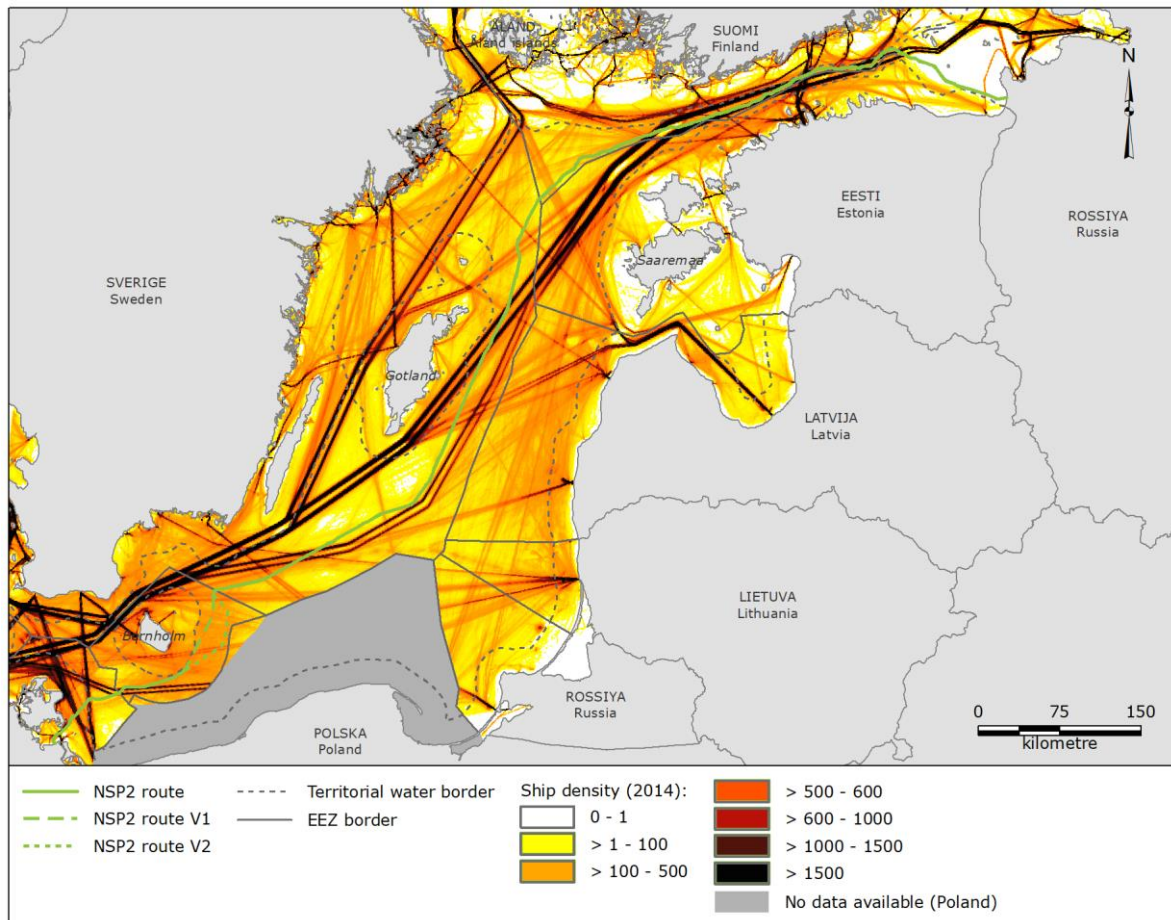 ÅLAND
Åland islands
SUOMI
Finland
N
EESTI
Estonia
ROSSIYA
Russia
Saaremaa
SVERIGE
Sweden
Gotland
LATVIJA
Latvia
LIETUVA
Lithuania
Bornholm
ROSSIYA
Russia
POLSKA
Poland
0 75 150
kilometre
NSP2 route
NSP2 route V1
NSP2 route V2
Territorial water border
EEZ border
Ship density (2014):
0 - 1
> 1 - 100
> 100 - 500
> 500 - 600
> 600 - 1000
> 1000 - 1500
> 1500
No data available (Poland)